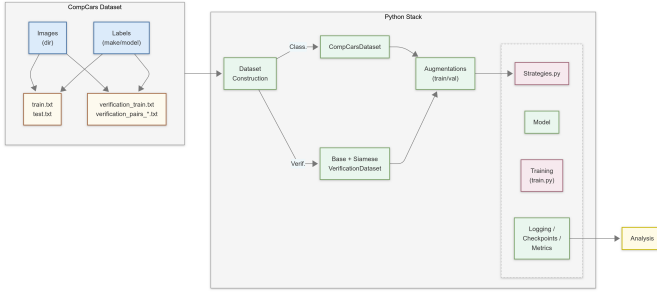 CompCars Dataset
Images
(dir)
Labels
(make/model)
train.txt
test.txt
verification_train.txt
verification_pairs_*.txt
Python Stack
Dataset
Construction
Class.
CompCarsDataset
Verif.
Base + Siamese
VerificationDataset
Augmentations
(train/val)
Strategies.py
Model
Training
(train.py)
Logging /
Checkpoints /
Metrics
Analysis